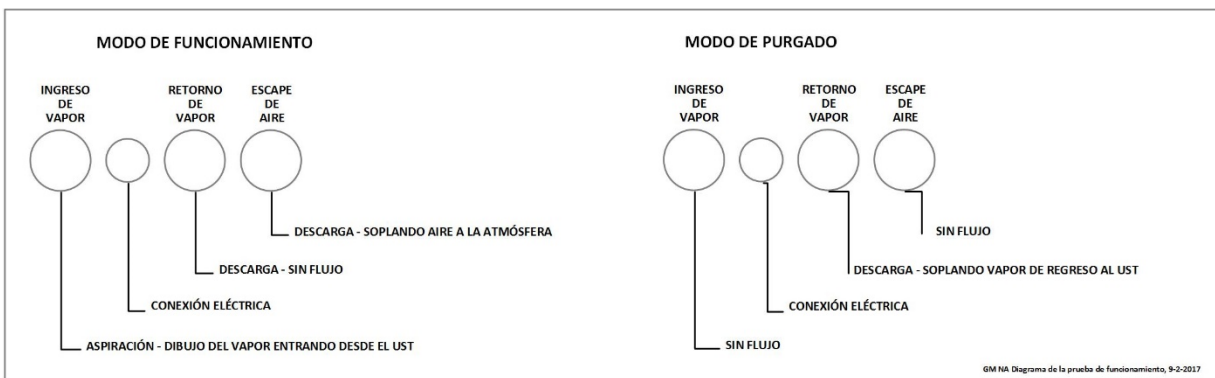 MODO DE FUNCIONAMIENTO
INGRESO
DE
VAPOR
RETORNO
DE
VAPOR
ESCAPE
DE
AIRE
DESCARGA - SOPLANDO AIRE A LA ATMÓSFERA
DESCARGA - SIN FLUJO
CONEXIÓN ELÉCTRICA
ASPIRACIÓN - DIBUJO DEL VAPOR ENTRANDO DESDE EL UST
MODO DE PURGADO
INGRESO
DE
VAPOR
RETORNO
DE
VAPOR
ESCAPE
DE
AIRE
SIN FLUJO
DESCARGA - SOPLANDO VAPOR DE REGRESO AL UST
CONEXIÓN ELÉCTRICA
SIN FLUJO
GM NA Diagrama de la prueba de funcionamiento, 9-2-2017